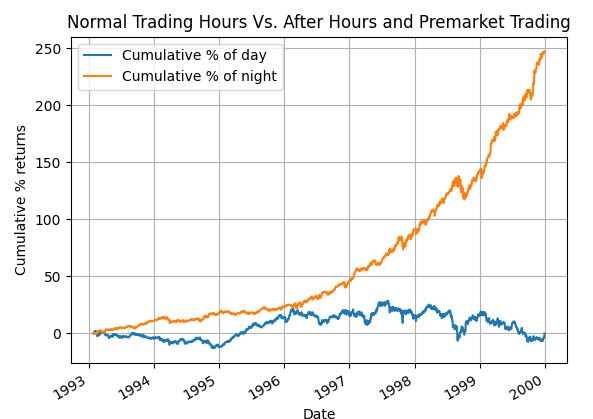 Normal Trading Hours Vs. After Hours and Premarket Trading
Cumulative % of day
Cumulative % of night
Cumulative % returns
250
200
150
100
50
0
1993
1994
1995
1996
1997
1998
1999
2000
Date